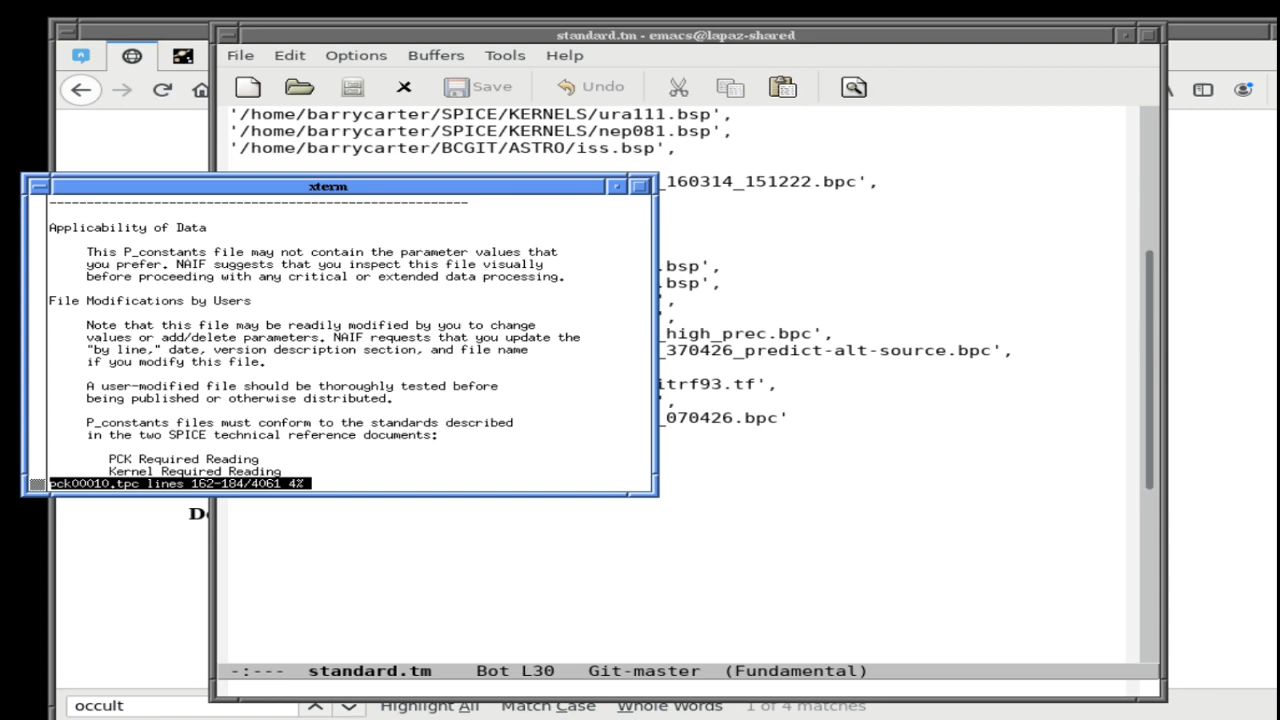 standard.tm - emacs@lapaz-shared
File Edit Options Buffers Tools Help
Save Undo
'/home/barrycarter/SPICE/KERNELS/ura111.bsp',
'/home/barrycarter/SPICE/KERNELS/nep081.bsp',
'/home/barrycarter/BCGIT/ASTRO/iss.bsp',
_160314_151222.bpc',
.bsp',
.bsp',
',
',
_high_prec.bpc',
_370426_predict-alt-source.bpc',
itrf93.tf',
',
_070426.bpc'
xterm
--------------------------------------------------------
Applicability of Data
This P_constants file may not contain the parameter values that
you prefer. NAIF suggests that you inspect this file visually
before proceeding with any critical or extended data processing.
File Modifications by Users
Note that this file may be readily modified by you to change
values or add/delete parameters. NAIF requests that you update the
"by line," date, version description section, and file name
if you modify this file.
A user-modified file should be thoroughly tested before
being published or otherwise distributed.
P_constants files must conform to the standards described
in the two SPICE technical reference documents:
PCK Required Reading
Kernel Required Reading
pck00010.tpc lines 162-184/4061 4%
-:--- standard.tm Bot L30 Git-master (Fundamental)
occult Highlight All Match Case Whole Words 1 of 4 matches